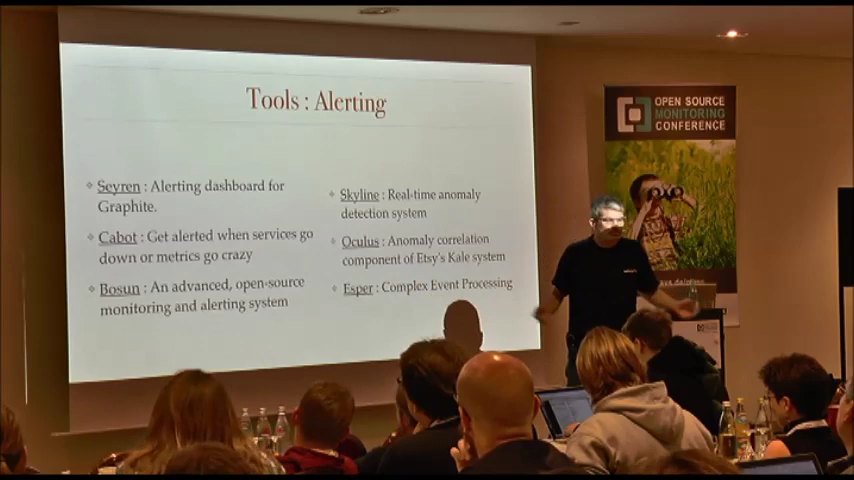 Tools : Alerting
Seyren : Alerting dashboard for
Graphite.
Cabot : Get alerted when services go
down or metrics go crazy
Bosun : An advanced, open-source
monitoring and alerting system
Skyline : Real-time anomaly
detection system
Oculus : Anomaly correlation
component of Etsy's Kale system
Esper : Complex Event Processing
OPEN SOURCE
MONITORING
CONFERENCE